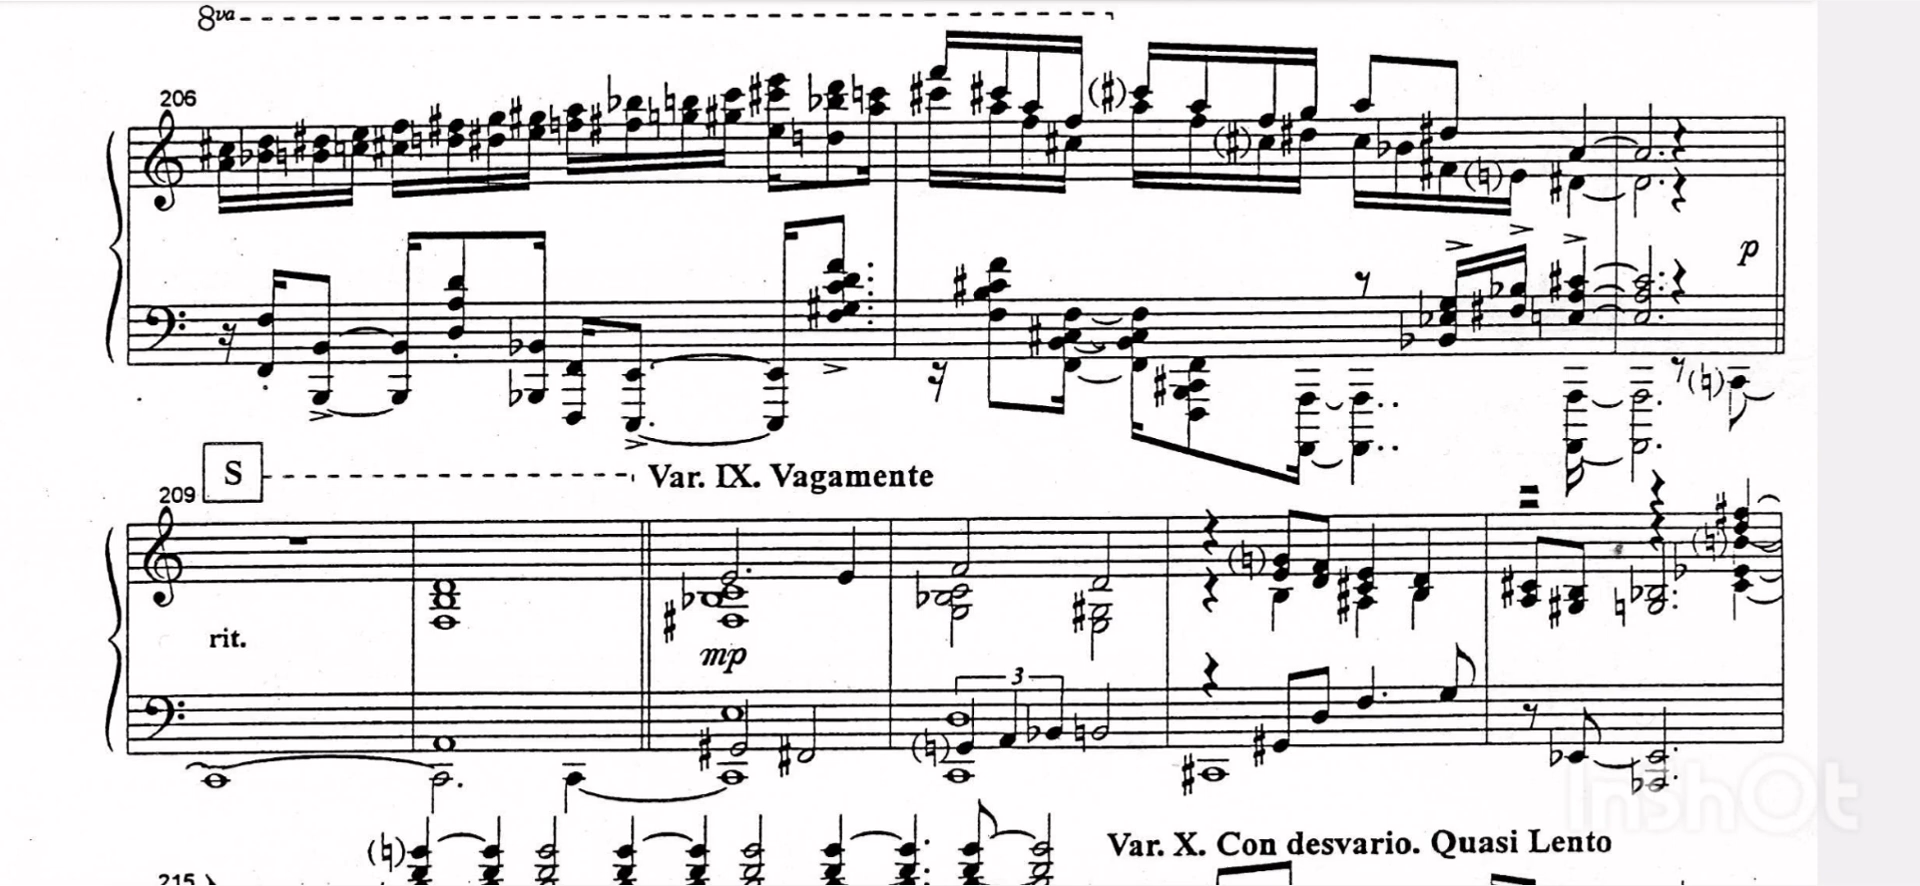 8va
206
p
S
Var. IX. Vagamente
209
rit.
mp
3
InShOt
Var. X. Con desvario. Quasi Lento
215